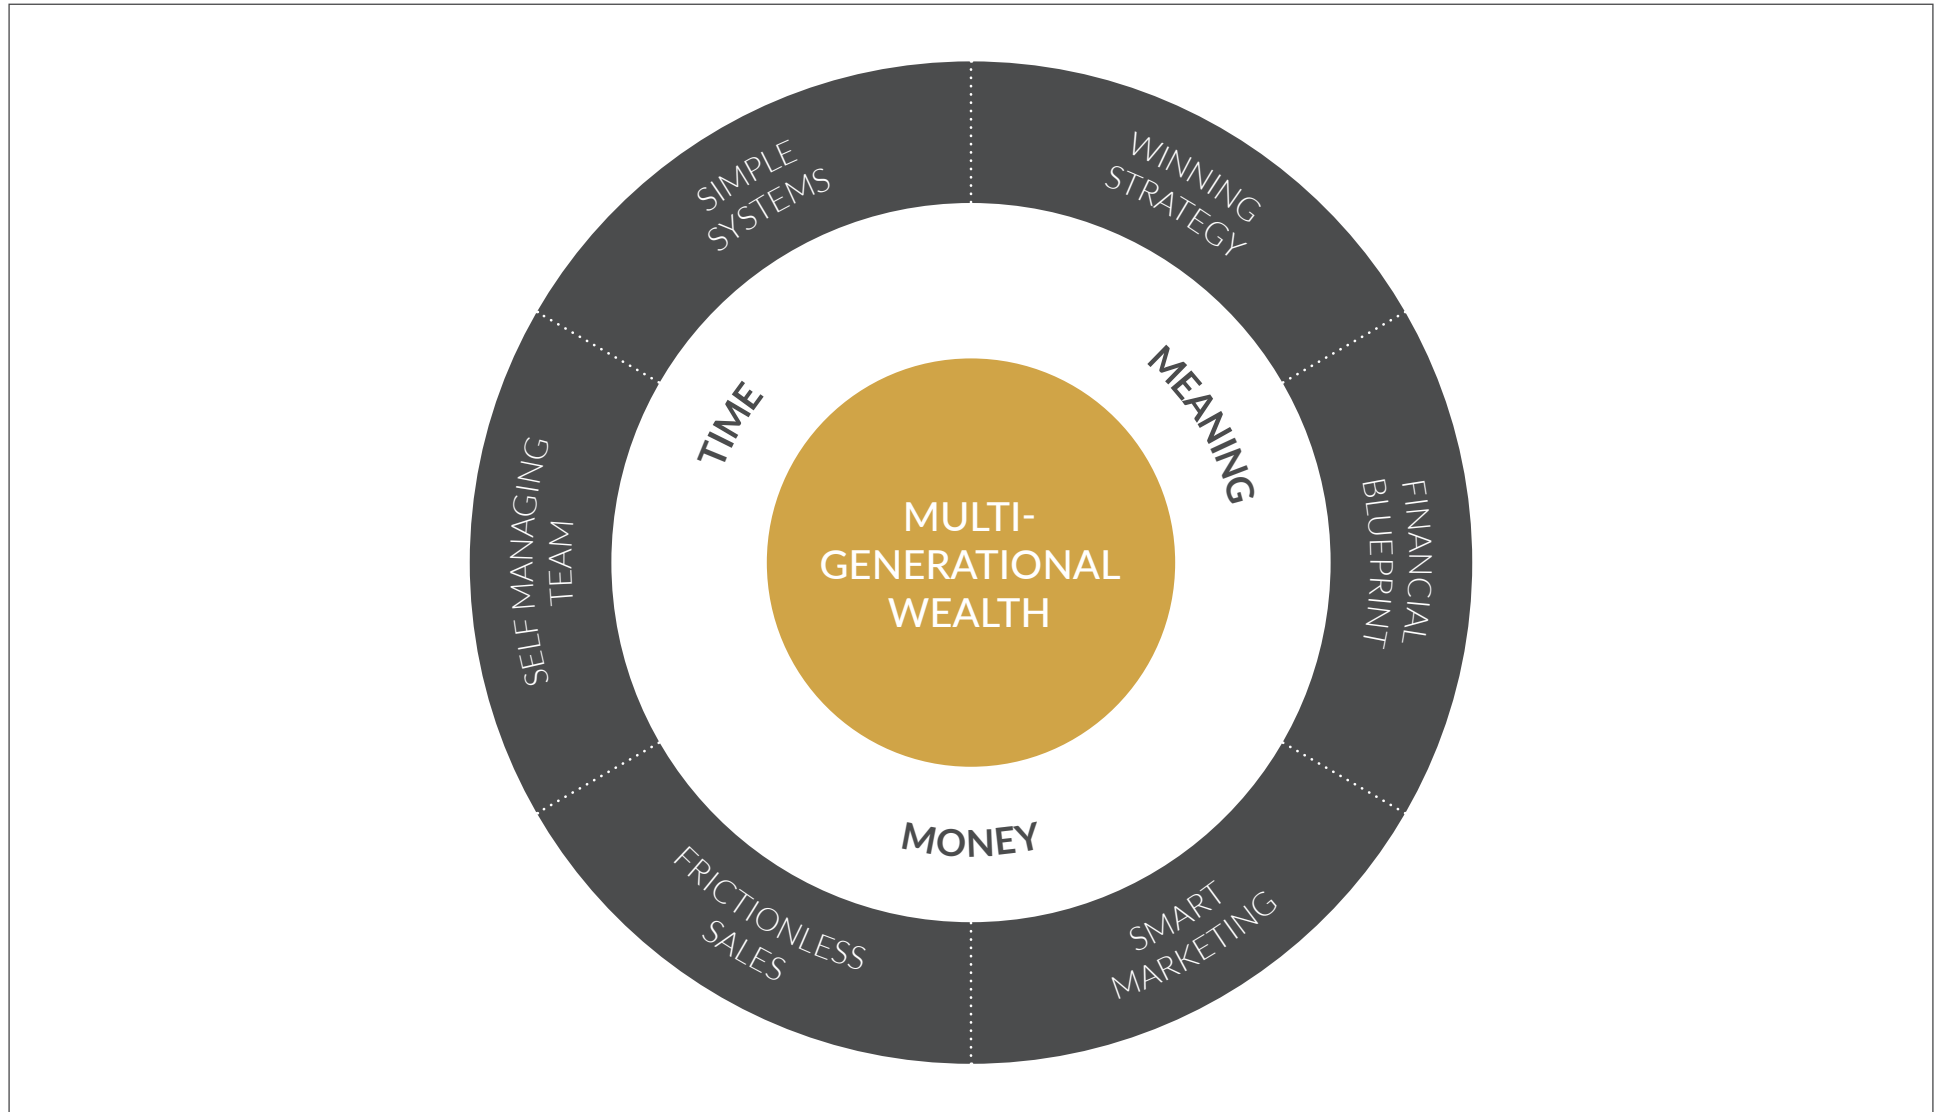 SIMPLE
SYSTEMS
WINNING
STRATEGY
FINANCIAL
BLUEPRINT
SMART
MARKETING
FRICTIONLESS
SALES
SELF MANAGING
TEAM
TIME
MEANING
MONEY
MULTI-
GENERATIONAL
WEALTH